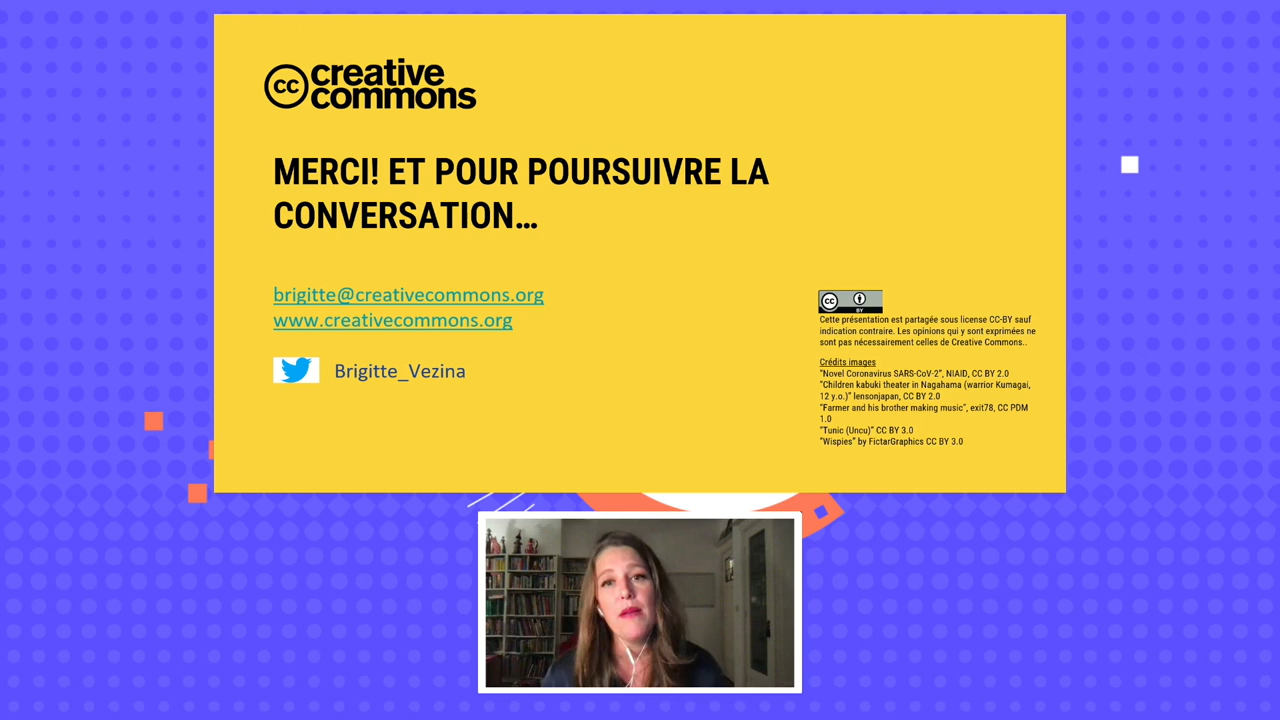 cc creative
commons
MERCI! ET POUR POURSUIVRE LA
CONVERSATION…
brigitte@creativecommons.org
www.creativecommons.org
Brigitte_Vezina
cc BY
Cette présentation est partagée sous license CC-BY sauf
indication contraire. Les opinions qui y sont exprimées ne
sont pas nécessairement celles de Creative Commons..
Crédits images
"Novel Coronavirus SARS-CoV-2", NIAID, CC BY 2.0
"Children kabuki theater in Nagahama (warrior Kumagai,
12 y.o.)" lensonjapan, CC BY 2.0
"Farmer and his brother making music", exit78, CC PDM
1.0
"Tunic (Uncu)" CC BY 3.0
"Wispies" by FictarGraphics CC BY 3.0